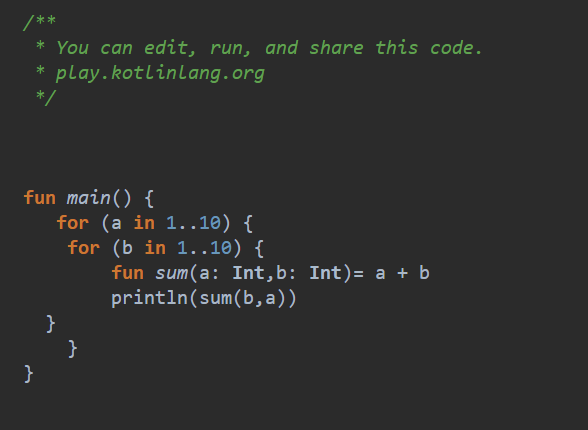 /**
 * You can edit, run, and share this code.
 * play.kotlinlang.org
 */
fun main() {
   for (a in 1..10) {
    for (b in 1..10) {
        fun sum(a: Int,b: Int)= a + b
        println(sum(b,a))
  }
    }
}